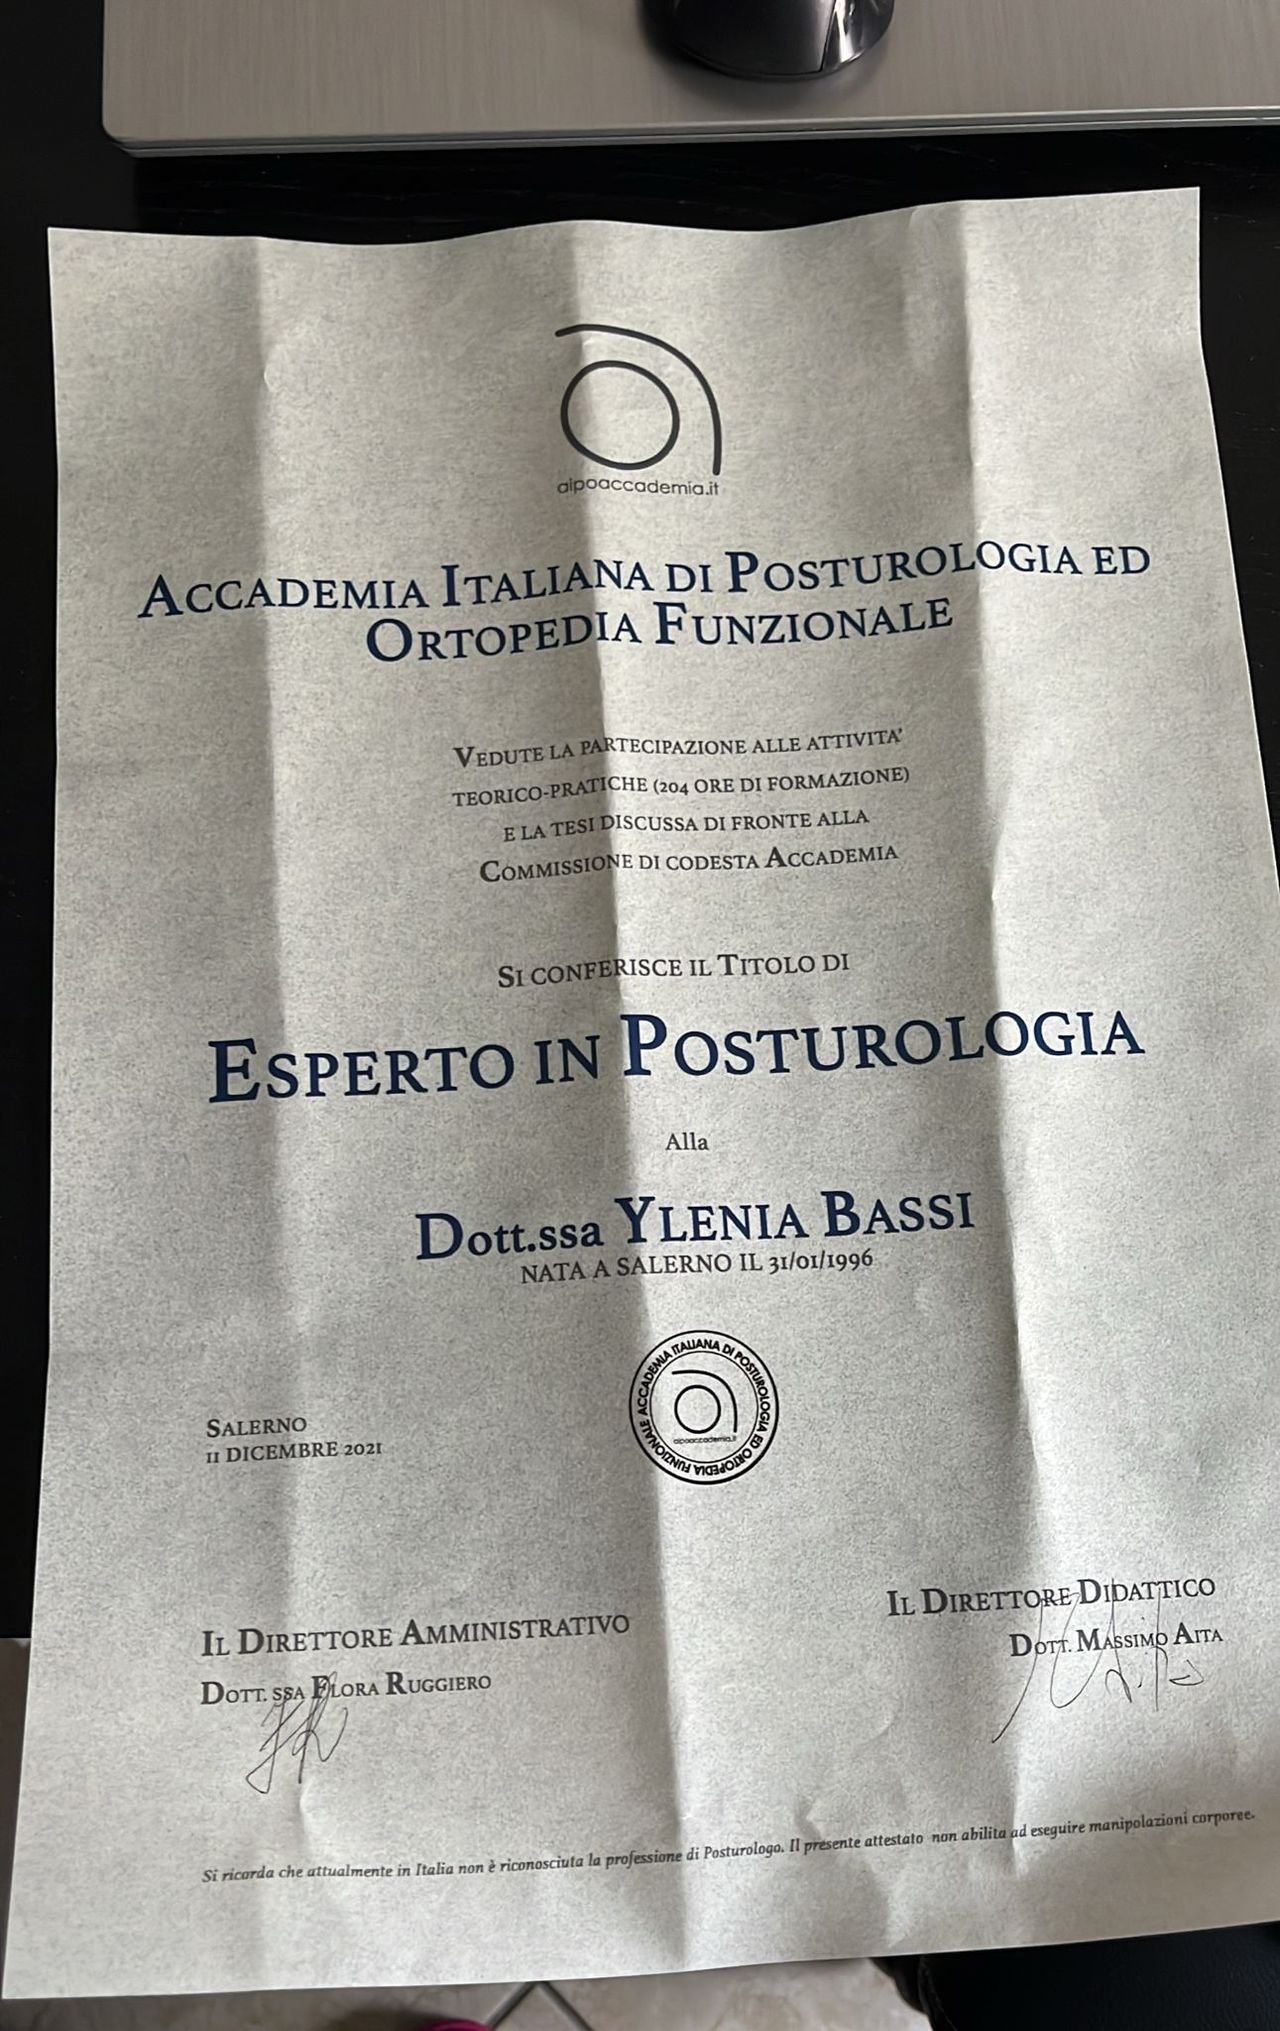 aipoaccademia.it
Accademia Italiana di Posturologia ed
Ortopedia Funzionale
Vedute la partecipazione alle attivita'
teorico-pratiche (204 ore di formazione)
e la tesi discussa di fronte alla
Commissione di codesta Accademia
Si conferisce il Titolo di
Esperto in Posturologia
Alla
Dott.ssa Ylenia Bassi
nata a Salerno il 31/01/1996
ACCADEMIA ITALIANA DI POSTUROLOGIA ED ORTOPEDIA FUNZIONALE
aipoaccademia.it
Salerno
11 dicembre 2021
Il Direttore Amministrativo
Dott. ssa Flora Ruggiero
Il Direttore Didattico
Dott. Massimo Aita
Si ricorda che attualmente in Italia non è riconosciuta la professione di Posturologo. Il presente attestato non abilita ad eseguire manipolazioni corporee.